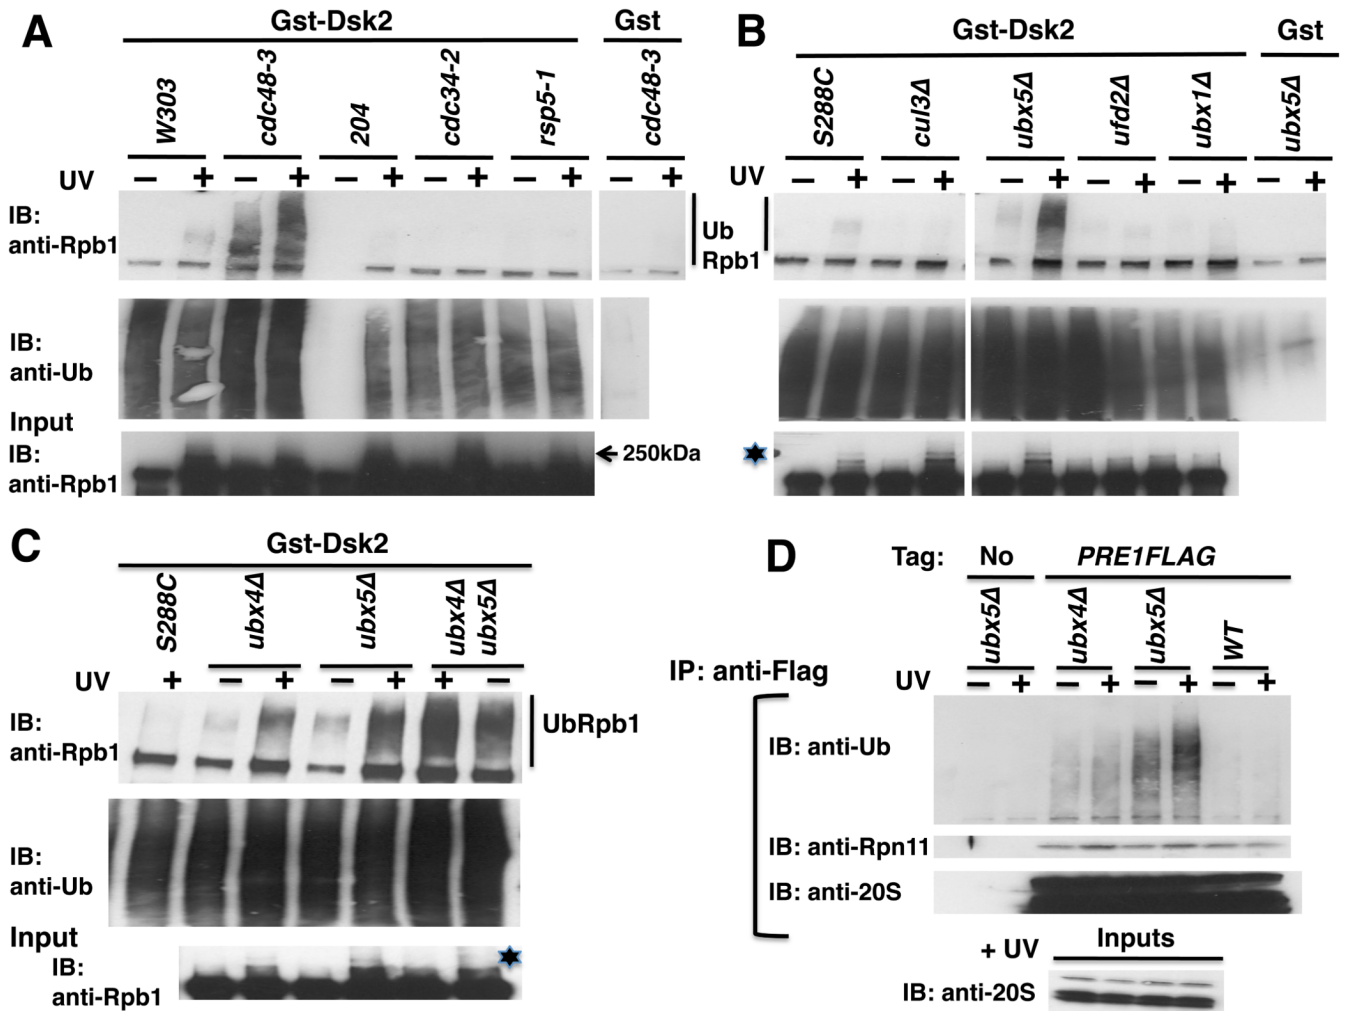 A
Gst-Dsk2 Gst
W303 cdc48-3 204 cdc34-2 rsp5-1 cdc48-3
UV − + − + − + − + − + − +
IB:
anti-Rpb1
Ub
Rpb1
IB:
anti-Ub
Input
IB:
anti-Rpb1
250kDa
B
Gst-Dsk2 Gst
S288C cul3Δ ubx5Δ ufd2Δ ubx1Δ ubx5Δ
UV − + − + − + − + − + − +
C
Gst-Dsk2
S288C ubx4Δ ubx5Δ ubx4Δ ubx5Δ
UV + − + − + + −
IB:
anti-Rpb1
UbRpb1
IB:
anti-Ub
Input
IB:
anti-Rpb1
D
Tag: No PRE1FLAG
ubx5Δ ubx4Δ ubx5Δ WT
IP: anti-Flag
UV − + − + − + − +
IB: anti-Ub
IB: anti-Rpn11
IB: anti-20S
+ UV Inputs
IB: anti-20S